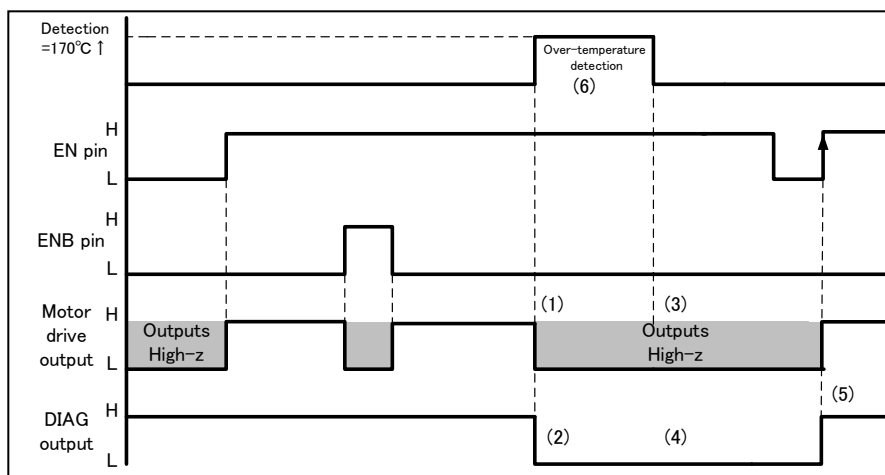 Detection
=170℃↑
Over-temperature
detection
(6)
H
EN pin
L
H
ENB pin
L
H
Motor
drive
output
L
Outputs
High-z
(1)
(3)
Outputs
High-z
(5)
H
DIAG
output
L
(2)
(4)